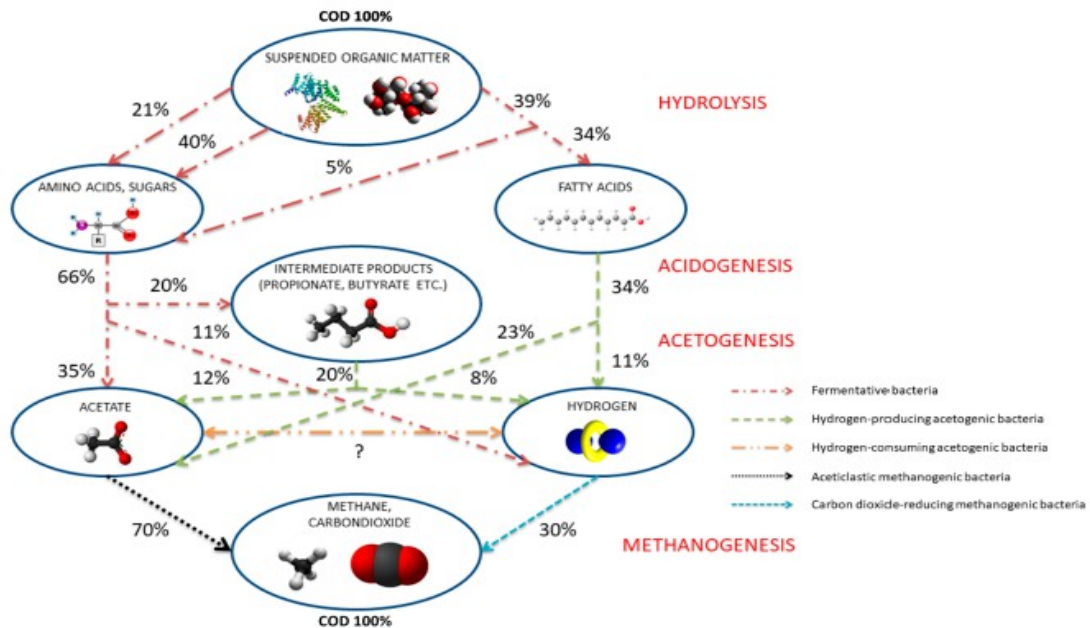 COD 100%
SUSPENDED ORGANIC MATTER
21%
39%
HYDROLYSIS
40%
34%
5%
AMINO ACIDS, SUGARS
FATTY ACIDS
R
66%
INTERMEDIATE PRODUCTS
(PROPIONATE, BUTYRATE ETC.)
ACIDOGENESIS
20%
34%
11%
23%
ACETOGENESIS
35%
12%
20%
8%
11%
ACETATE
HYDROGEN
?
Fermentative bacteria
Hydrogen-producing acetogenic bacteria
Hydrogen-consuming acetogenic bacteria
Aceticlastic methanogenic bacteria
Carbon dioxide-reducing methanogenic bacteria
METHANE,
CARBONDIOXIDE
70%
30%
METHANOGENESIS
COD 100%